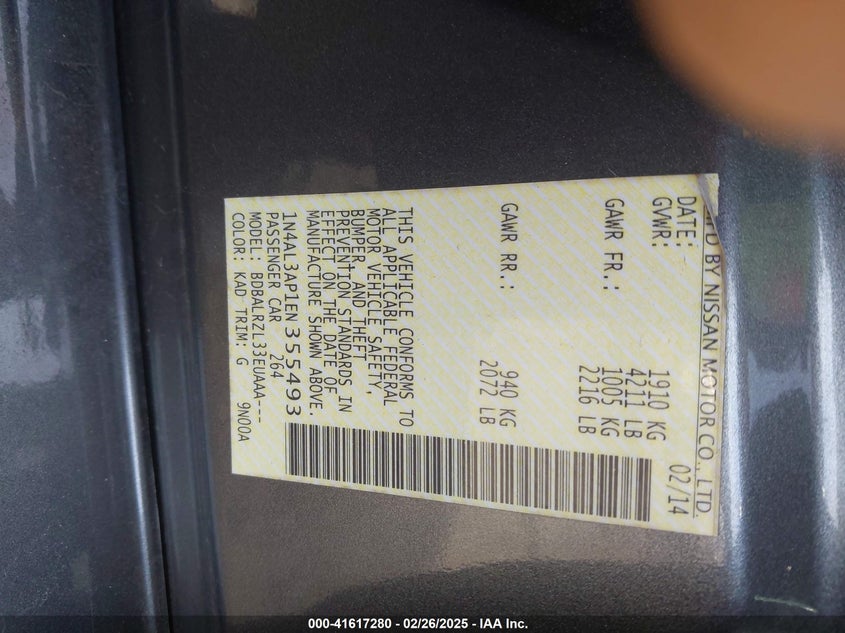 MFD BY NISSAN MOTOR CO., LTD.
DATE: 02/14
GVWR: 1910 KG
4211 LB
GAWR FR.: 1005 KG
2216 LB
GAWR RR.: 940 KG
2072 LB
THIS VEHICLE CONFORMS TO
ALL APPLICABLE FEDERAL
MOTOR VEHICLE SAFETY,
BUMPER, AND THEFT
PREVENTION STANDARDS IN
EFFECT ON THE DATE OF
MANUFACTURE SHOWN ABOVE.
1N4AL3AP1EN355493
PASSENGER CAR 264
MODEL: BDBALRZL33EUAAA---
COLOR: KAD TRIM: G 9N00A
000-41617280 - 02/26/2025 - IAA Inc.